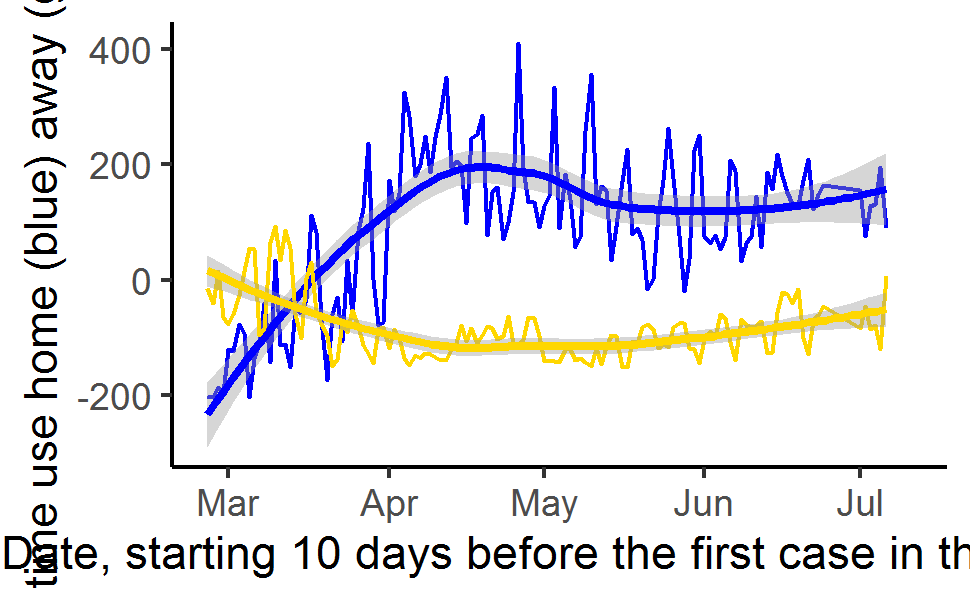 time use home (blue) away (
400
200
0
-200
Mar Apr May Jun Jul
Date, starting 10 days before the first case in th